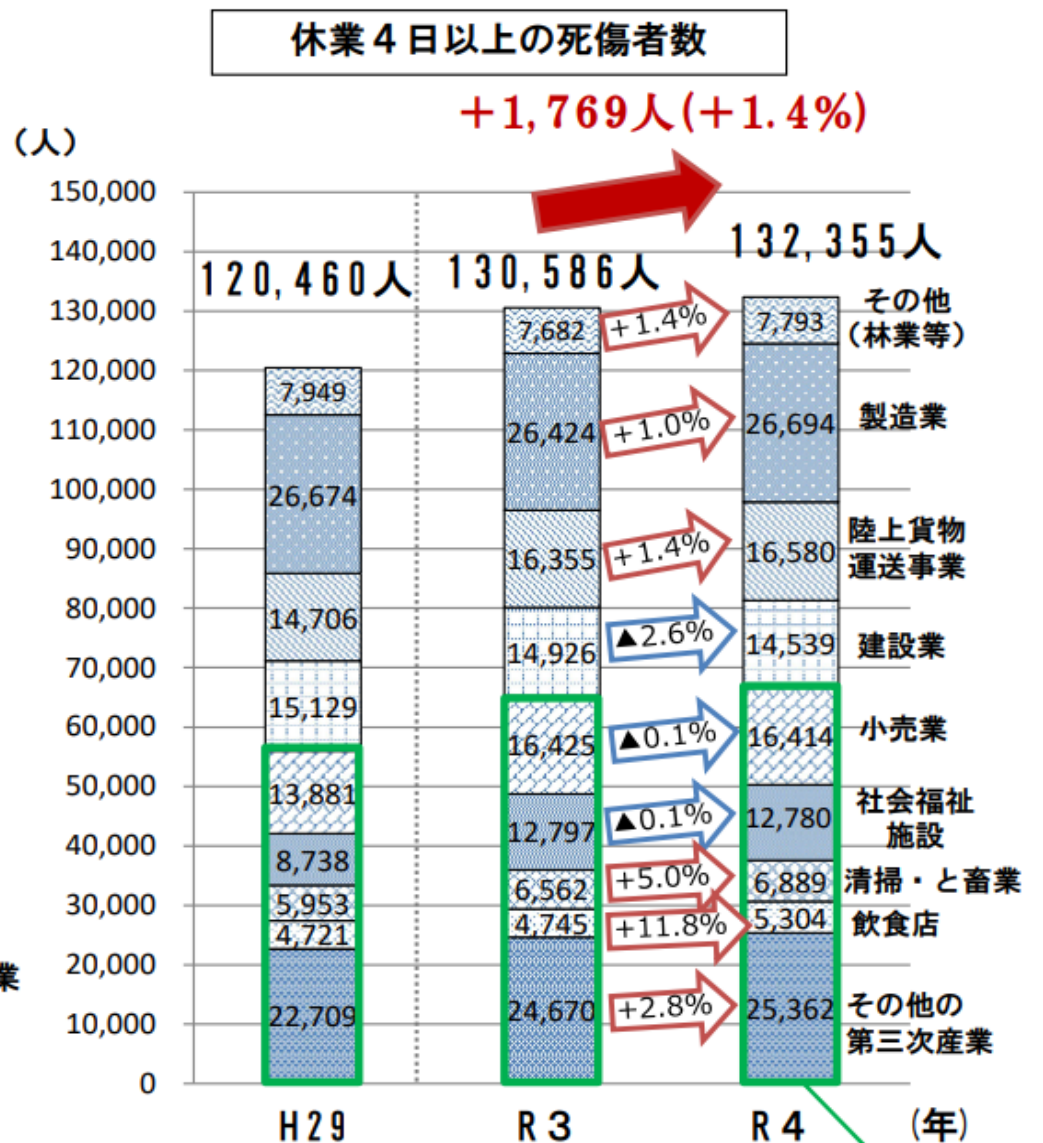 休業４日以上の死傷者数
＋1,769人(＋1.4%)
（人）
150,000
140,000
130,000
120,000
110,000
100,000
90,000
80,000
70,000
60,000
50,000
40,000
30,000
20,000
10,000
0
業
120,460人
7,949
26,674
14,706
15,129
13,881
8,738
5,953
4,721
22,709
H29
130,586人
7,682
26,424
16,355
14,926
16,425
12,797
6,562
4,745
24,670
R３
+1.4%
+1.0%
+1.4%
▲2.6%
▲0.1%
▲0.1%
+5.0%
+11.8%
+2.8%
132,355人
7,793
26,694
16,580
14,539
16,414
12,780
6,889
5,304
25,362
R４
その他
（林業等）
製造業
陸上貨物
運送事業
建設業
小売業
社会福祉
施設
清掃・と畜業
飲食店
その他の
第三次産業
(年)